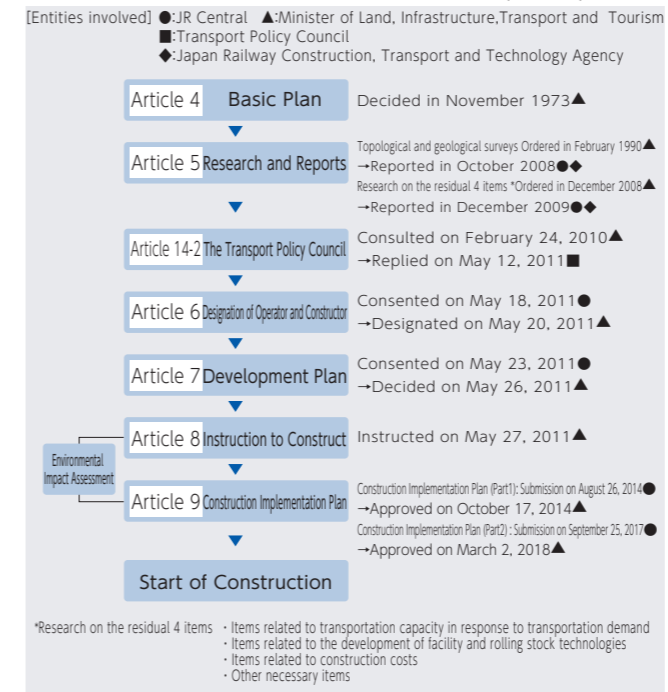 [Entities involved] ●:JR Central ▲:Minister of Land, Infrastructure,Transport and Tourism
■:Transport Policy Council
◆:Japan Railway Construction, Transport and Technology Agency
Article 4 Basic Plan Decided in November 1973▲
▼
Article 5 Research and Reports
Topological and geological surveys Ordered in February 1990▲
→Reported in October 2008●◆
Research on the residual 4 items *Ordered in December 2008▲
→Reported in December 2009●◆
▼
Article 14-2 The Transport Policy Council
Consulted on February 24, 2010▲
→Replied on May 12, 2011■
▼
Article 6 Designation of Operator and Constructor
Consented on May 18, 2011●
→Designated on May 20, 2011▲
▼
Article 7 Development Plan
Consented on May 23, 2011●
→Decided on May 26, 2011▲
▼
Article 8 Instruction to Construct Instructed on May 27, 2011▲
Environmental
Impact Assessment
▼
Article 9 Construction Implementation Plan
Construction Implementation Plan (Part1): Submission on August 26, 2014●
→Approved on October 17, 2014▲
Construction Implementation Plan (Part2) : Submission on September 25, 2017●
→Approved on March 2, 2018▲
▼
Start of Construction
*Research on the residual 4 items ・Items related to transportation capacity in response to transportation demand
・Items related to the development of facility and rolling stock technologies
・Items related to construction costs
・Other necessary items